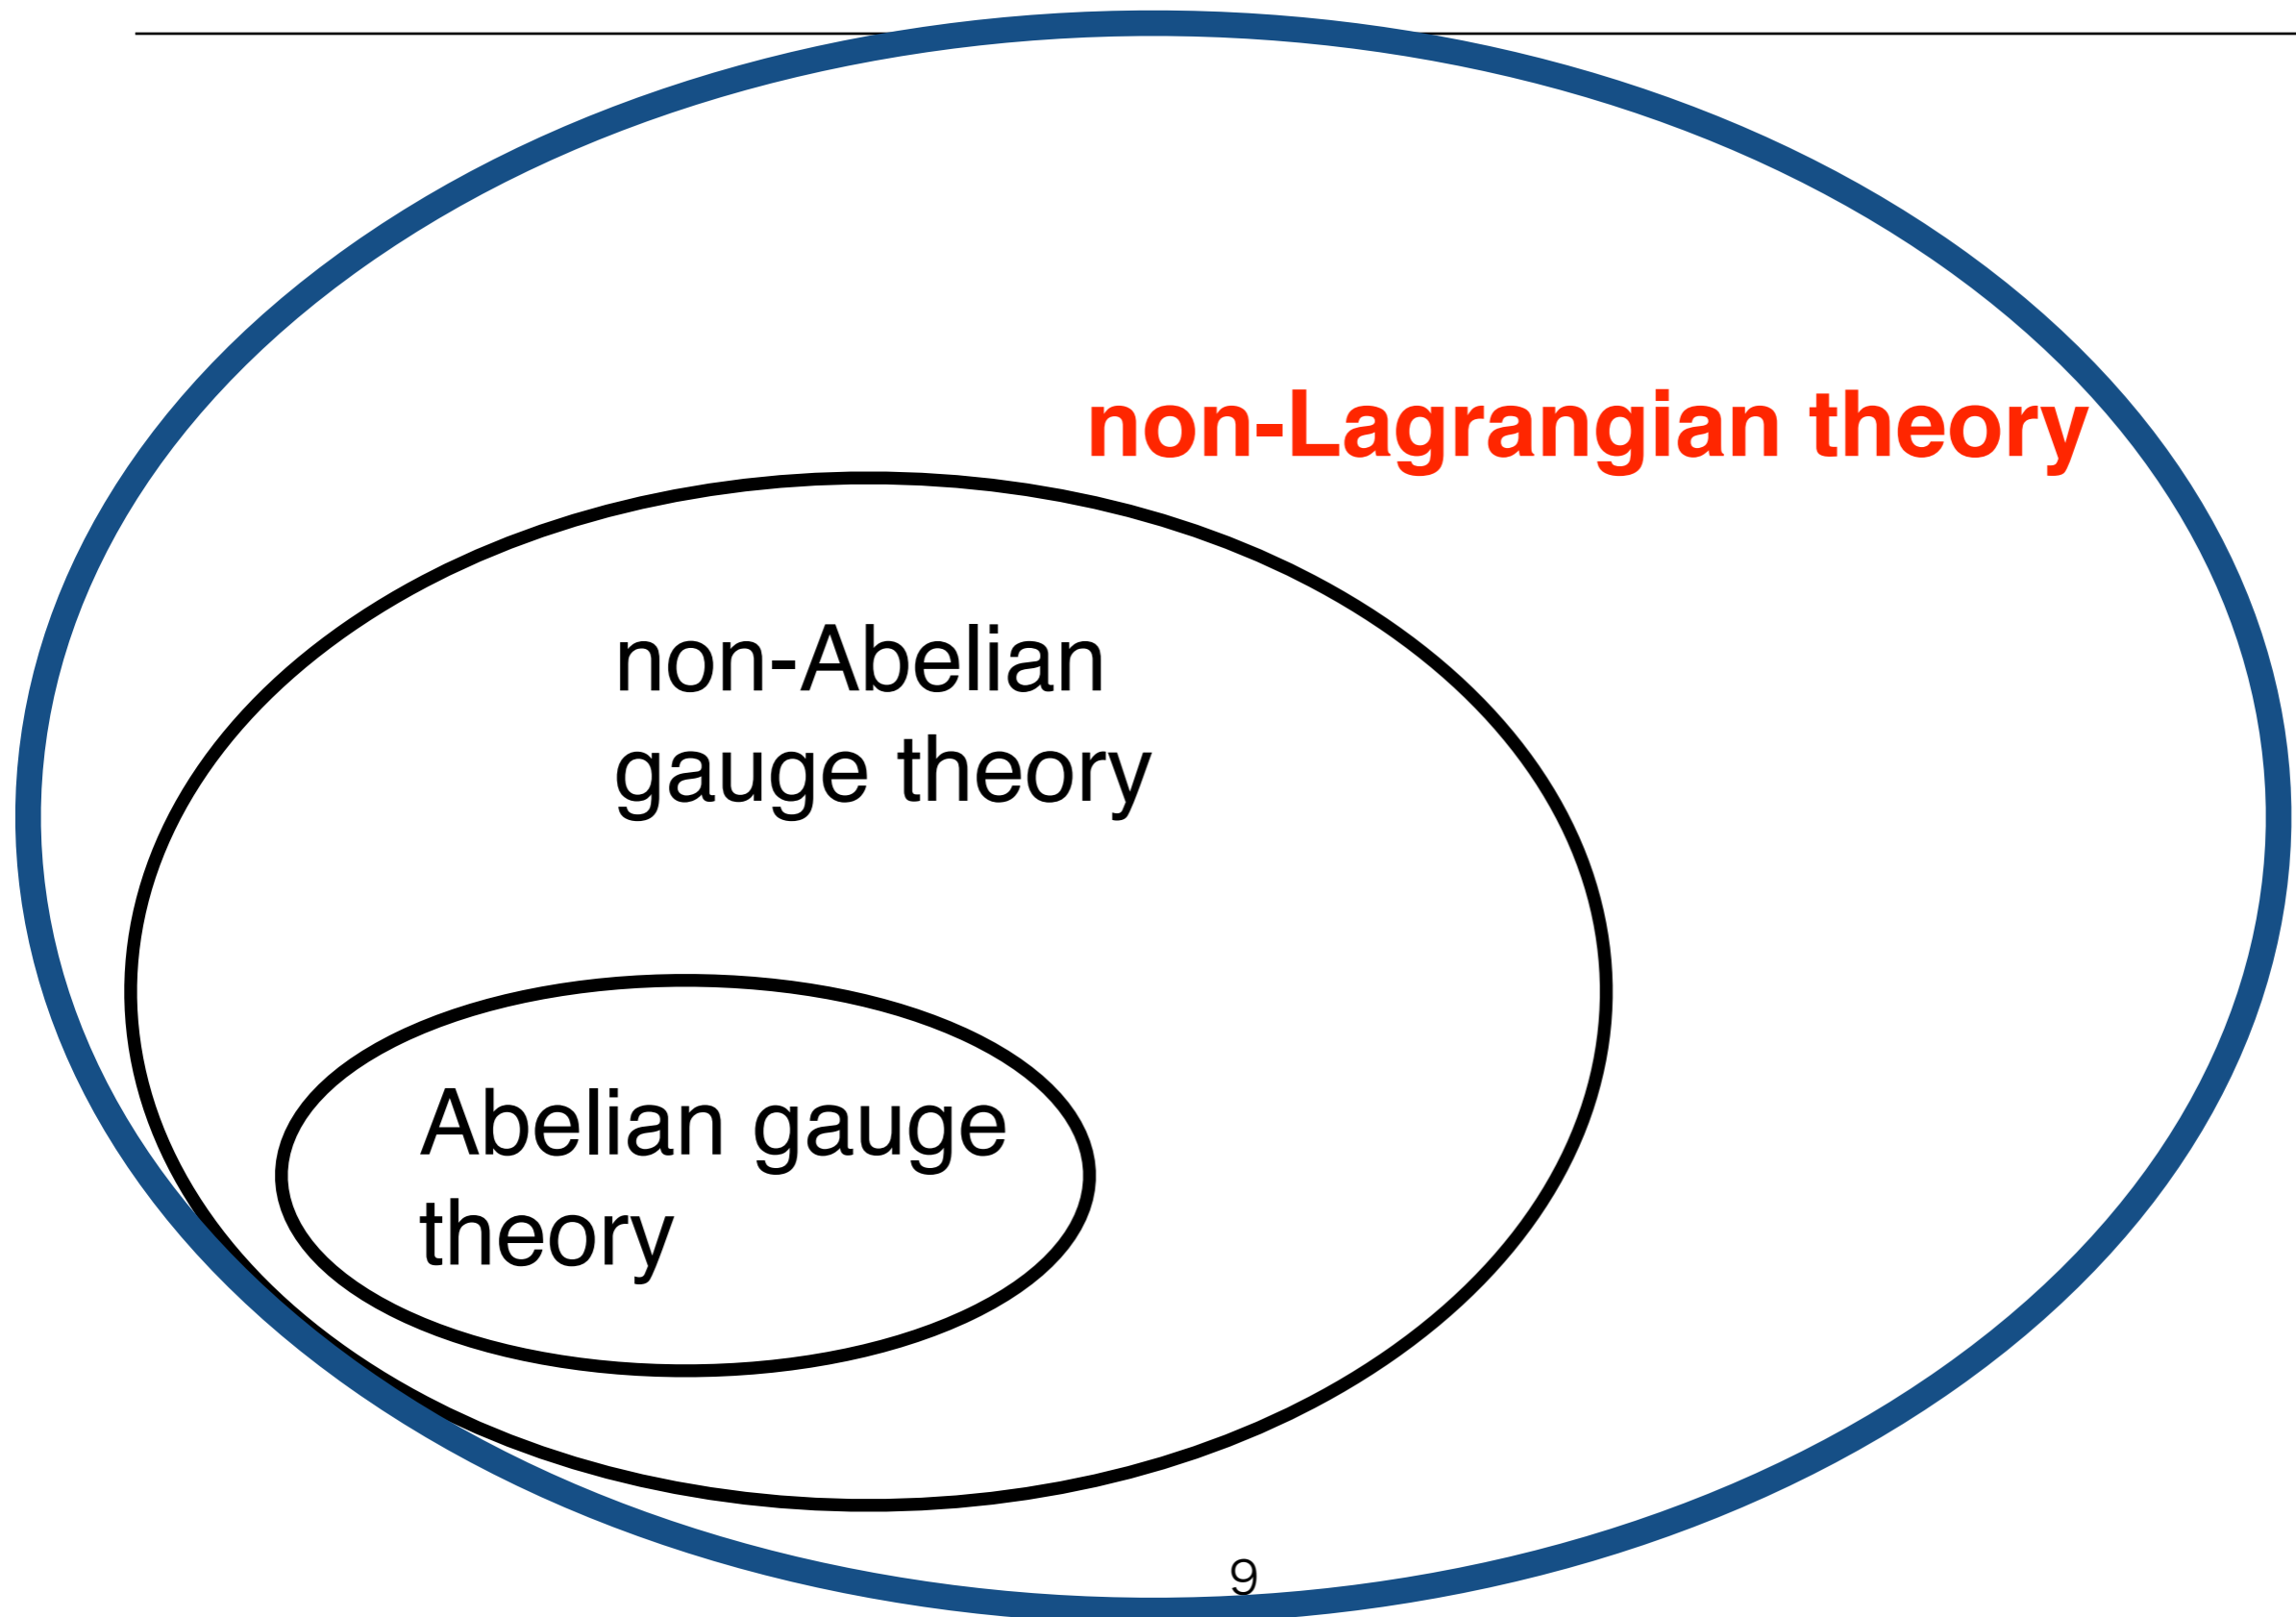 non-Lagrangian theory
non-Abelian
gauge theory
Abelian gauge
theory
9